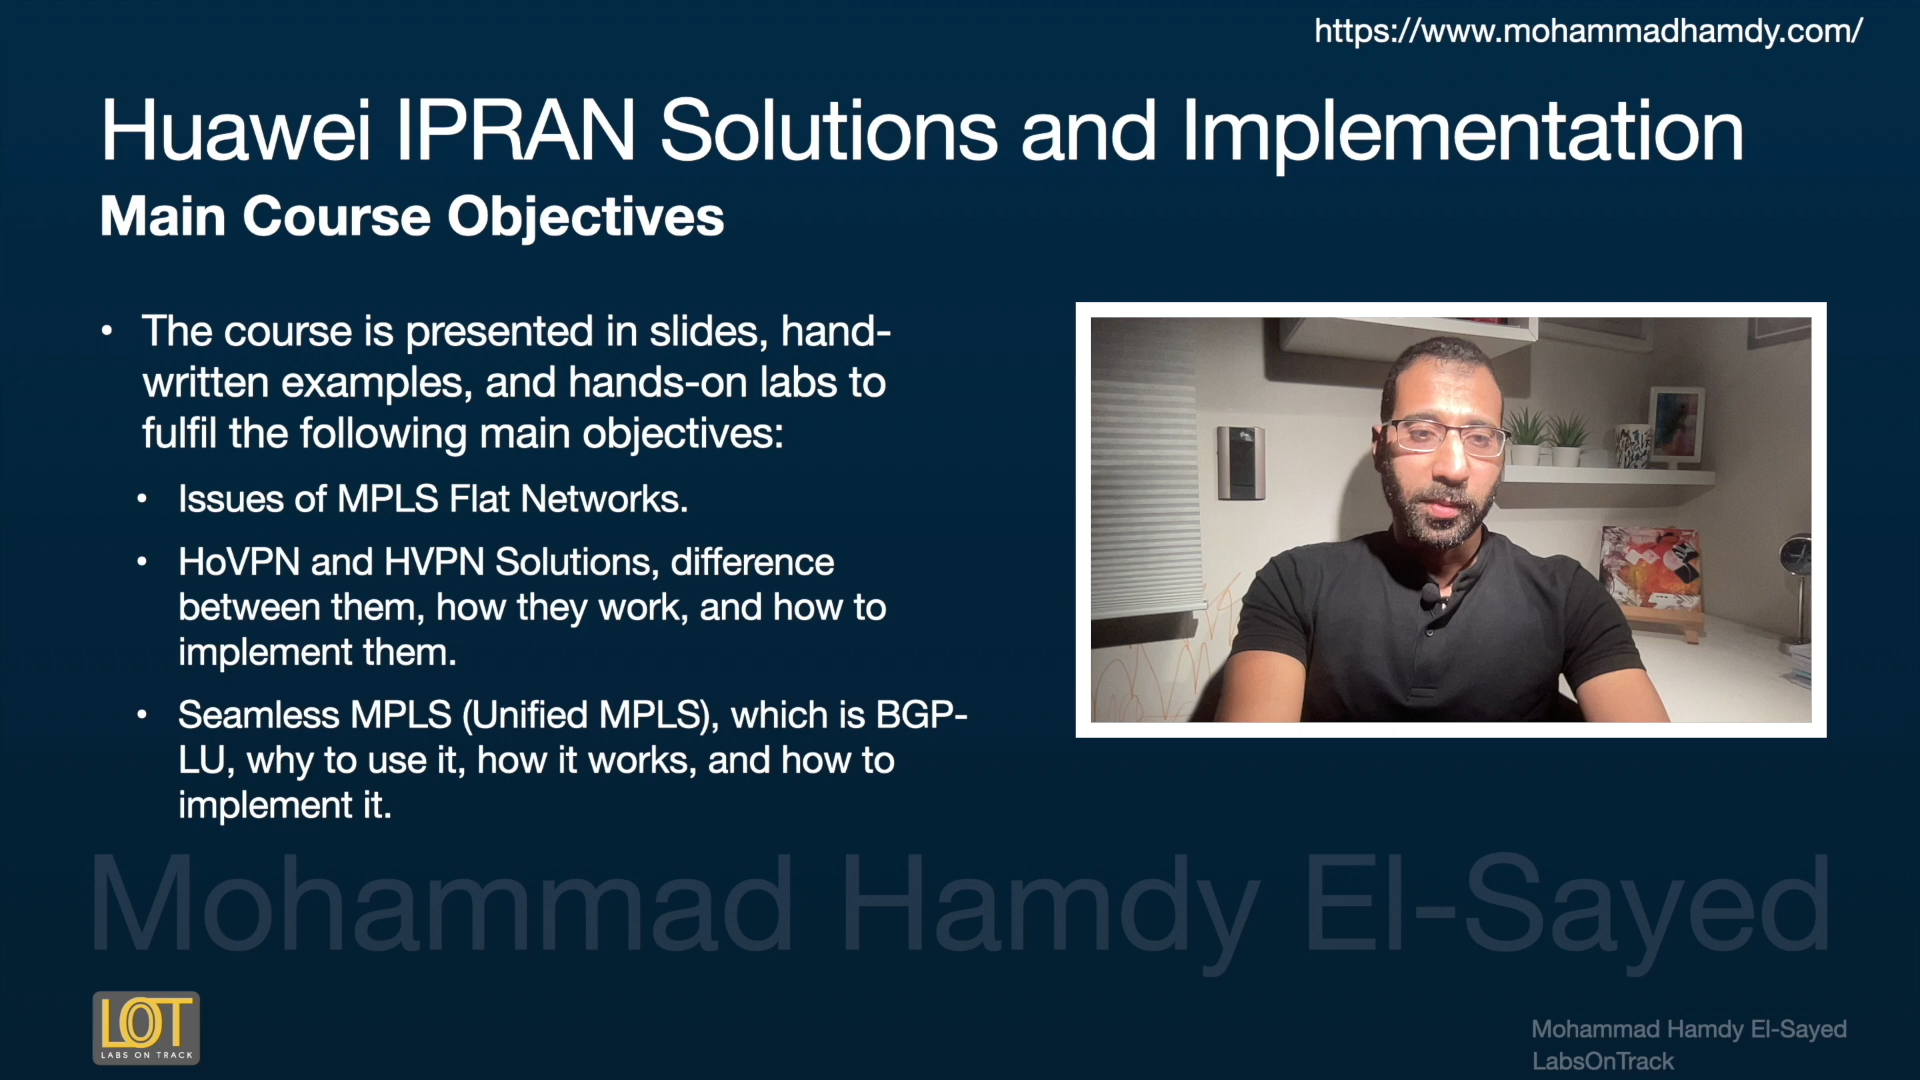 https://www.mohammadhamdy.com/
Huawei IPRAN Solutions and Implementation
Main Course Objectives
• The course is presented in slides, hand-
written examples, and hands-on labs to
fulfil the following main objectives:
• Issues of MPLS Flat Networks.
• HoVPN and HVPN Solutions, difference
between them, how they work, and how to
implement them.
• Seamless MPLS (Unified MPLS), which is BGP-
LU, why to use it, how it works, and how to
implement it.
Mohammad Hamdy El-Sayed
LOT
LABS ON TRACK
Mohammad Hamdy El-Sayed
LabsOnTrack